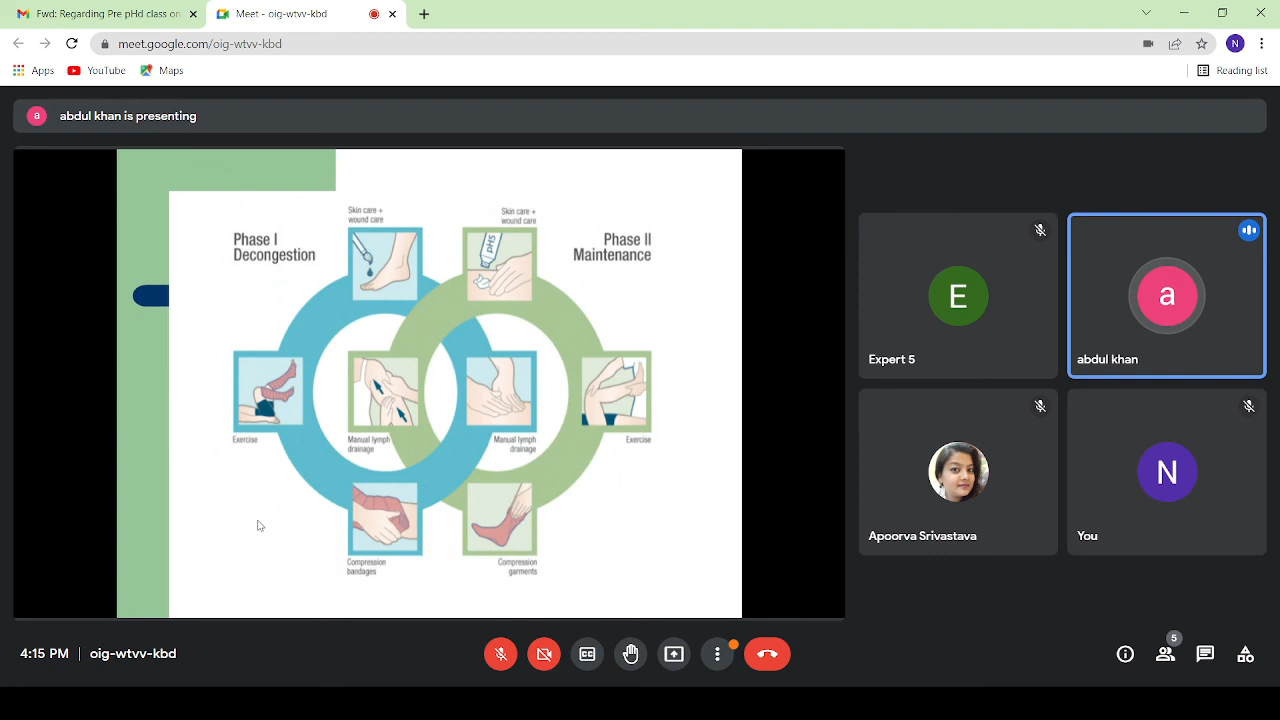 Fwd: Regarding Pre pHd class on
Meet - oig-wtvv-kbd
meet.google.com/oig-wtvv-kbd
N
Apps
YouTube
Maps
Reading list
a
abdul khan is presenting
Skin care +
wound care
Skin care +
wound care
Phase I
Decongestion
Phase II
Maintenance
pH5
Exercise
Manual lymph
drainage
Manual lymph
drainage
Exercise
Compression
bandages
Compression
garments
E
Expert 5
a
abdul khan
Apoorva Srivastava
N
You
4:15 PM
oig-wtvv-kbd
5